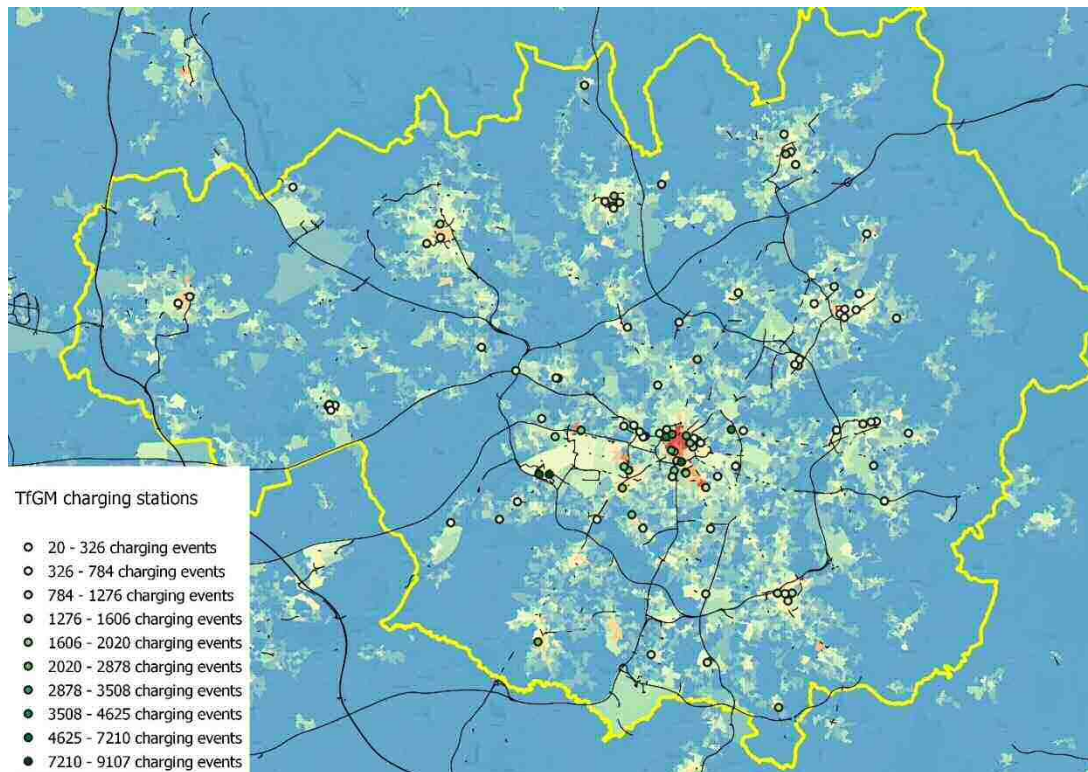 TfGM charging stations
20 - 326 charging events
326 - 784 charging events
784 - 1276 charging events
1276 - 1606 charging events
1606 - 2020 charging events
2020 - 2878 charging events
2878 - 3508 charging events
3508 - 4625 charging events
4625 - 7210 charging events
7210 - 9107 charging events